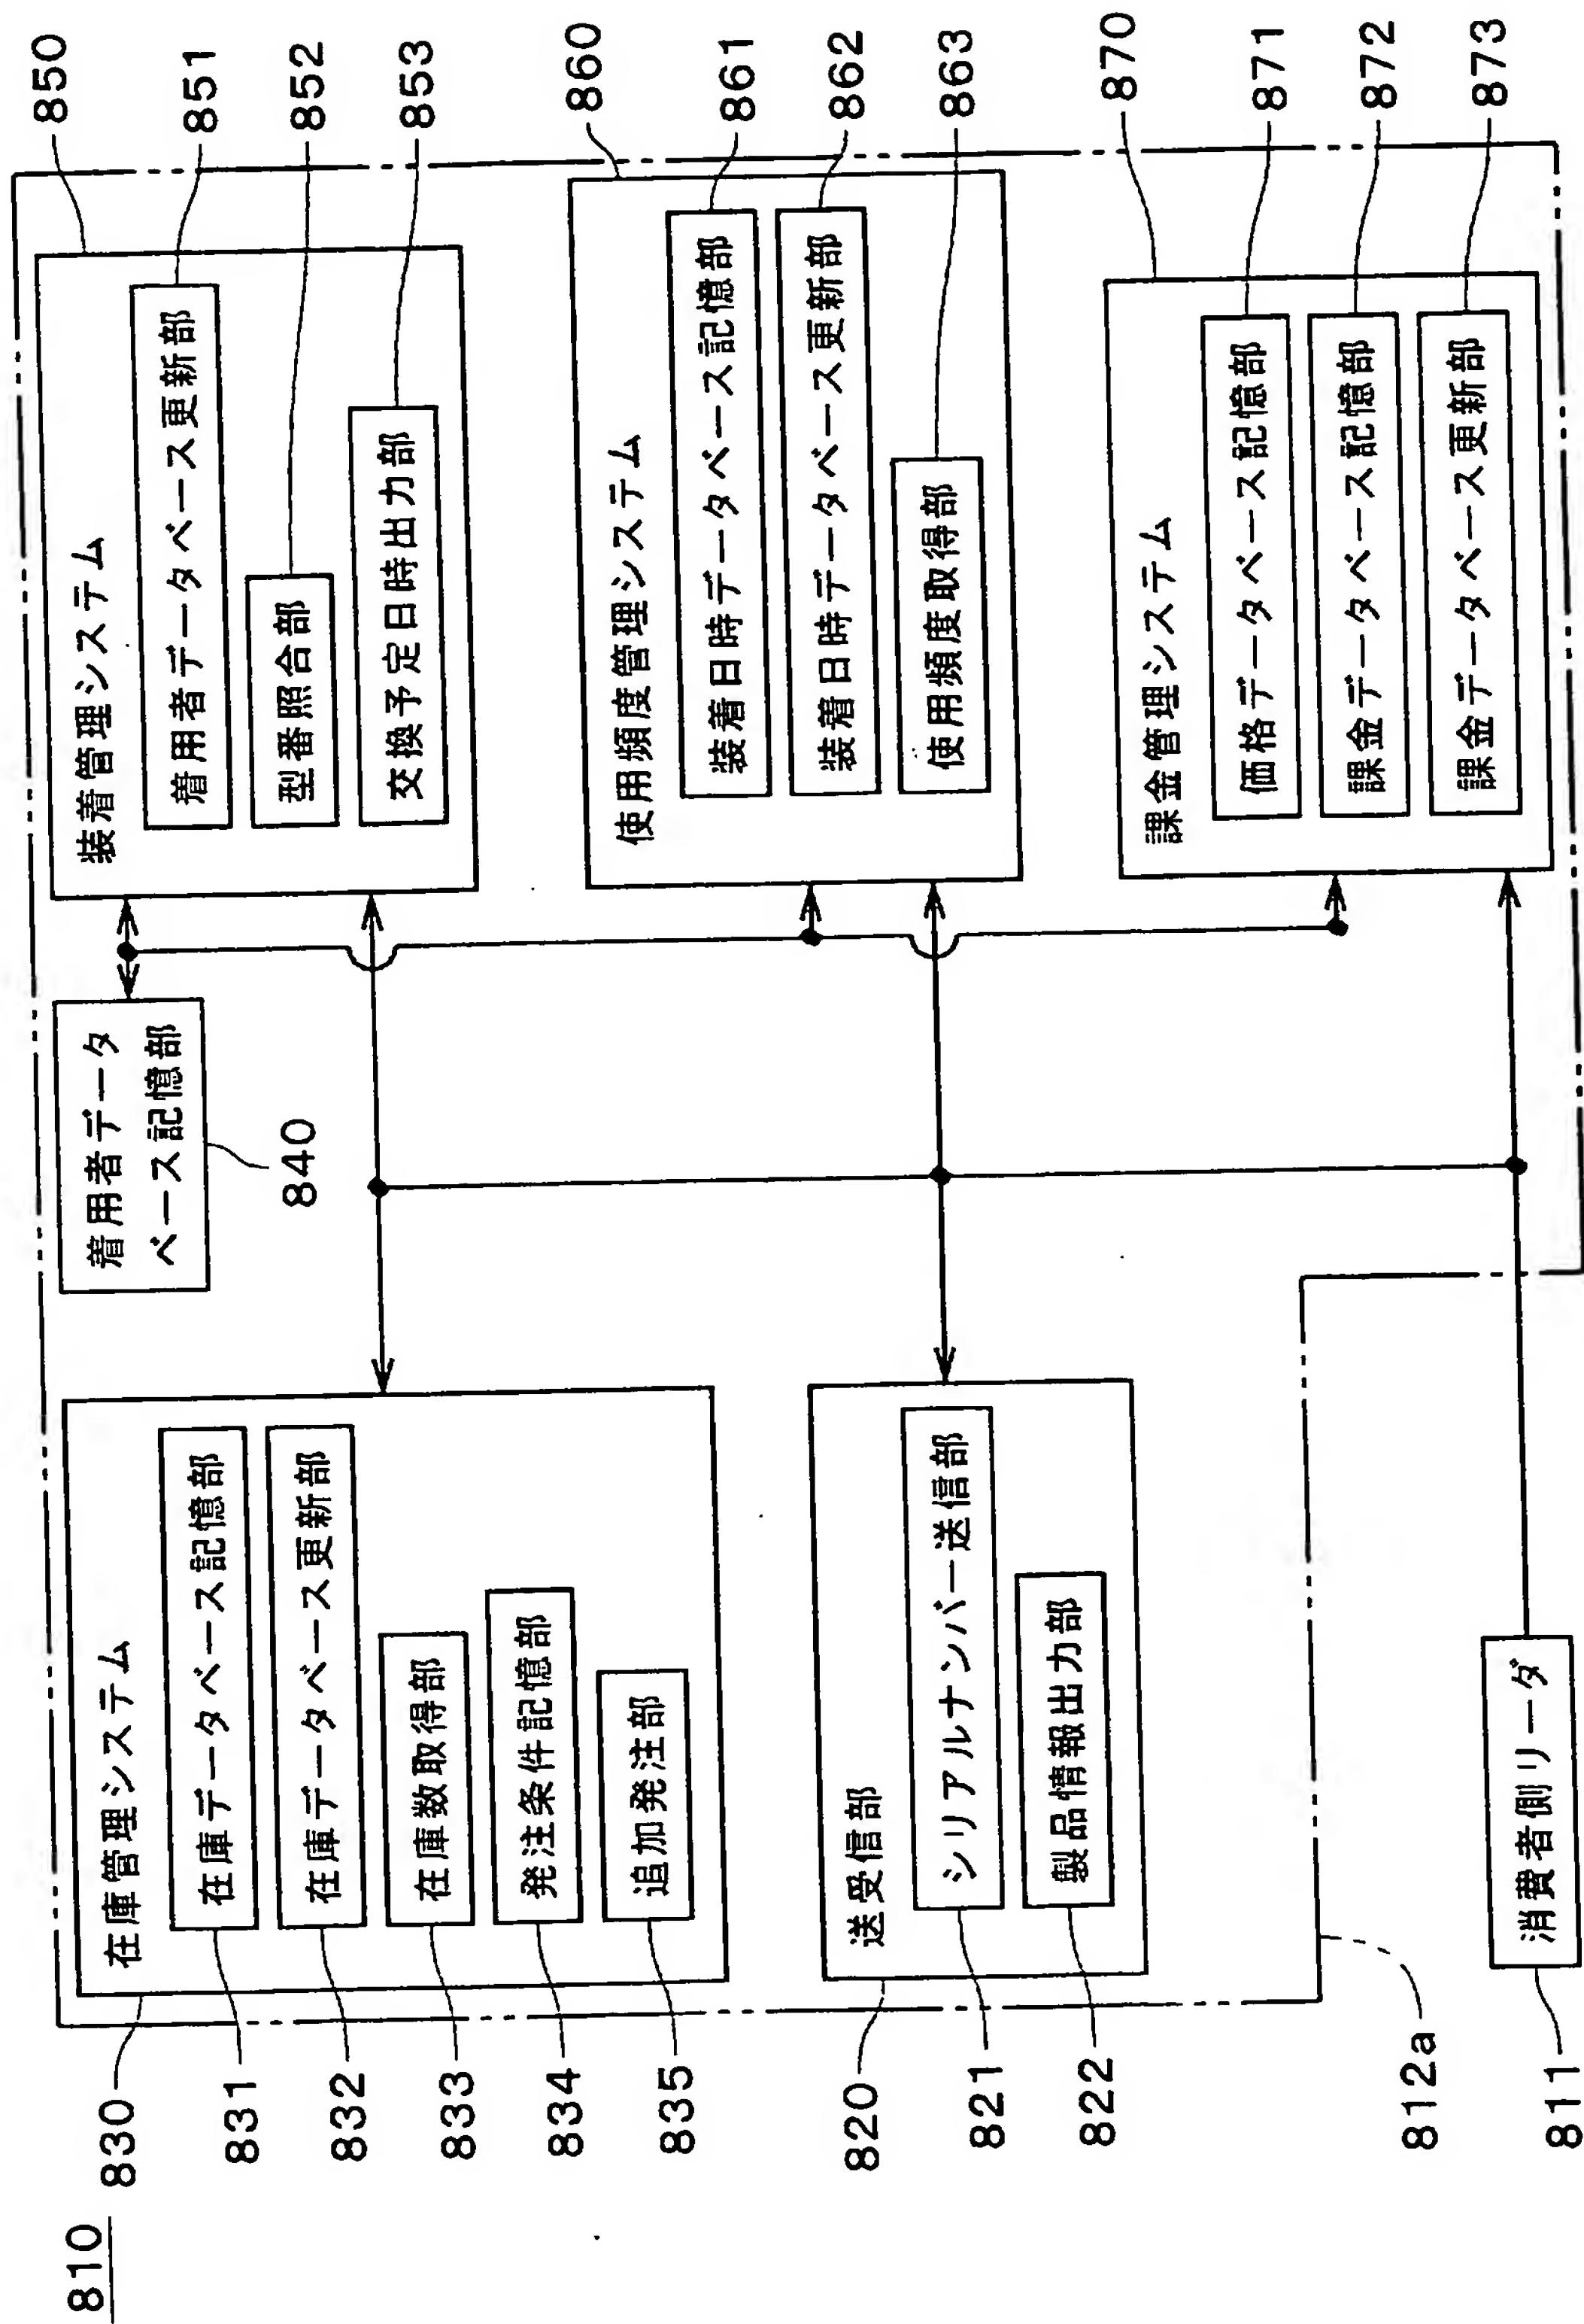 810
830
在庫管理システム
831
在庫データベース記憶部
832
在庫データベース更新部
833
在庫数取得部
834
発注条件記憶部
835
追加発注部
820
送受信部
821
シリアルナンバー送信部
822
製品情報出力部
812a
811
消費者側リーダ
着用者データ
ベース記憶部
840
850
装着管理システム
着用者データベース更新部
851
型番照合部
852
交換予定日時出力部
853
860
使用頻度管理システム
装着日時データベース記憶部
861
装着日時データベース更新部
862
使用頻度取得部
863
870
課金管理システム
価格データベース記憶部
871
課金データベース記憶部
872
課金データベース更新部
873